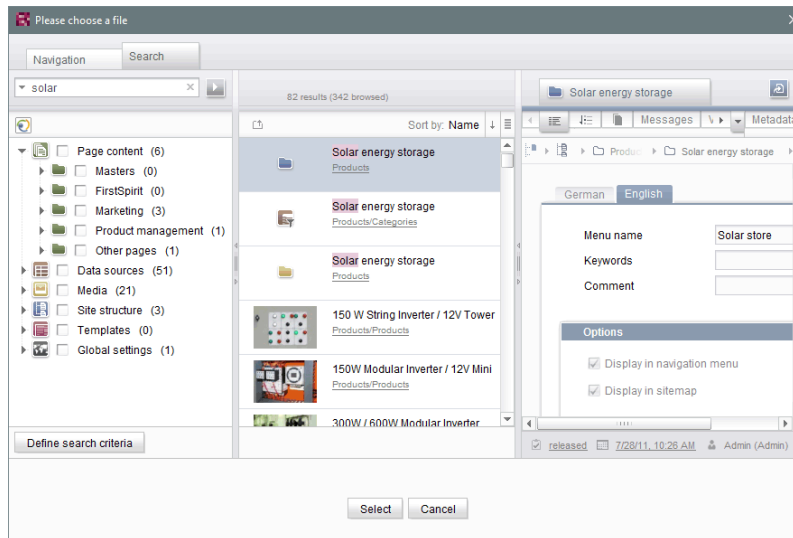 Please choose a file
Navigation
Search
solar
Page content (6)
Masters (0)
FirstSpirit (0)
Marketing (3)
Product management (1)
Other pages (1)
Data sources (51)
Media (21)
Site structure (3)
Templates (0)
Global settings (1)
Define search criteria
82 results (342 browsed)
Sort by: Name
Solar energy storage
Products
Solar energy storage
Products/Categories
Solar energy storage
Products
150 W String Inverter / 12V Tower
Products/Products
150W Modular Inverter / 12V Mini
Products/Products
300W / 600W Modular Inverter
Solar energy storage
Messages
Metadata
Produc
Solar energy storage
German
English
Menu name
Solar store
Keywords
Comment
Options
Display in navigation menu
Display in sitemap
released
7/28/11, 10:26 AM
Admin (Admin)
Select
Cancel